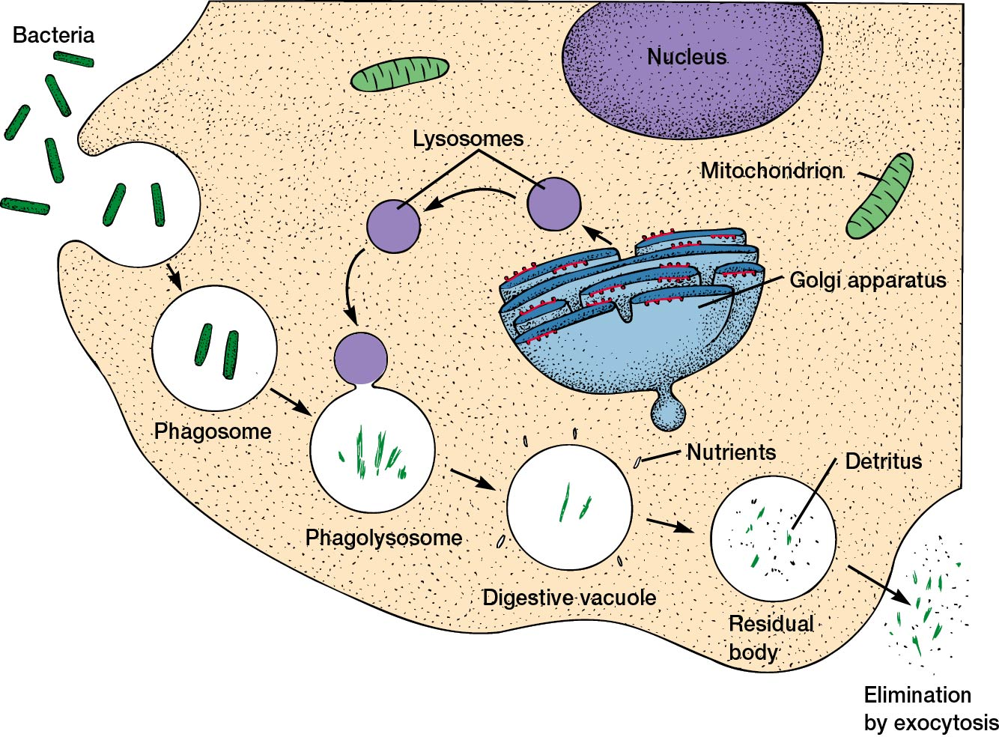 Bacteria
Nucleus
Lysosomes
Mitochondrion
Golgi apparatus
Phagosome
Nutrients
Detritus
Phagolysosome
Digestive vacuole
Residual
body
Elimination
by exocytosis